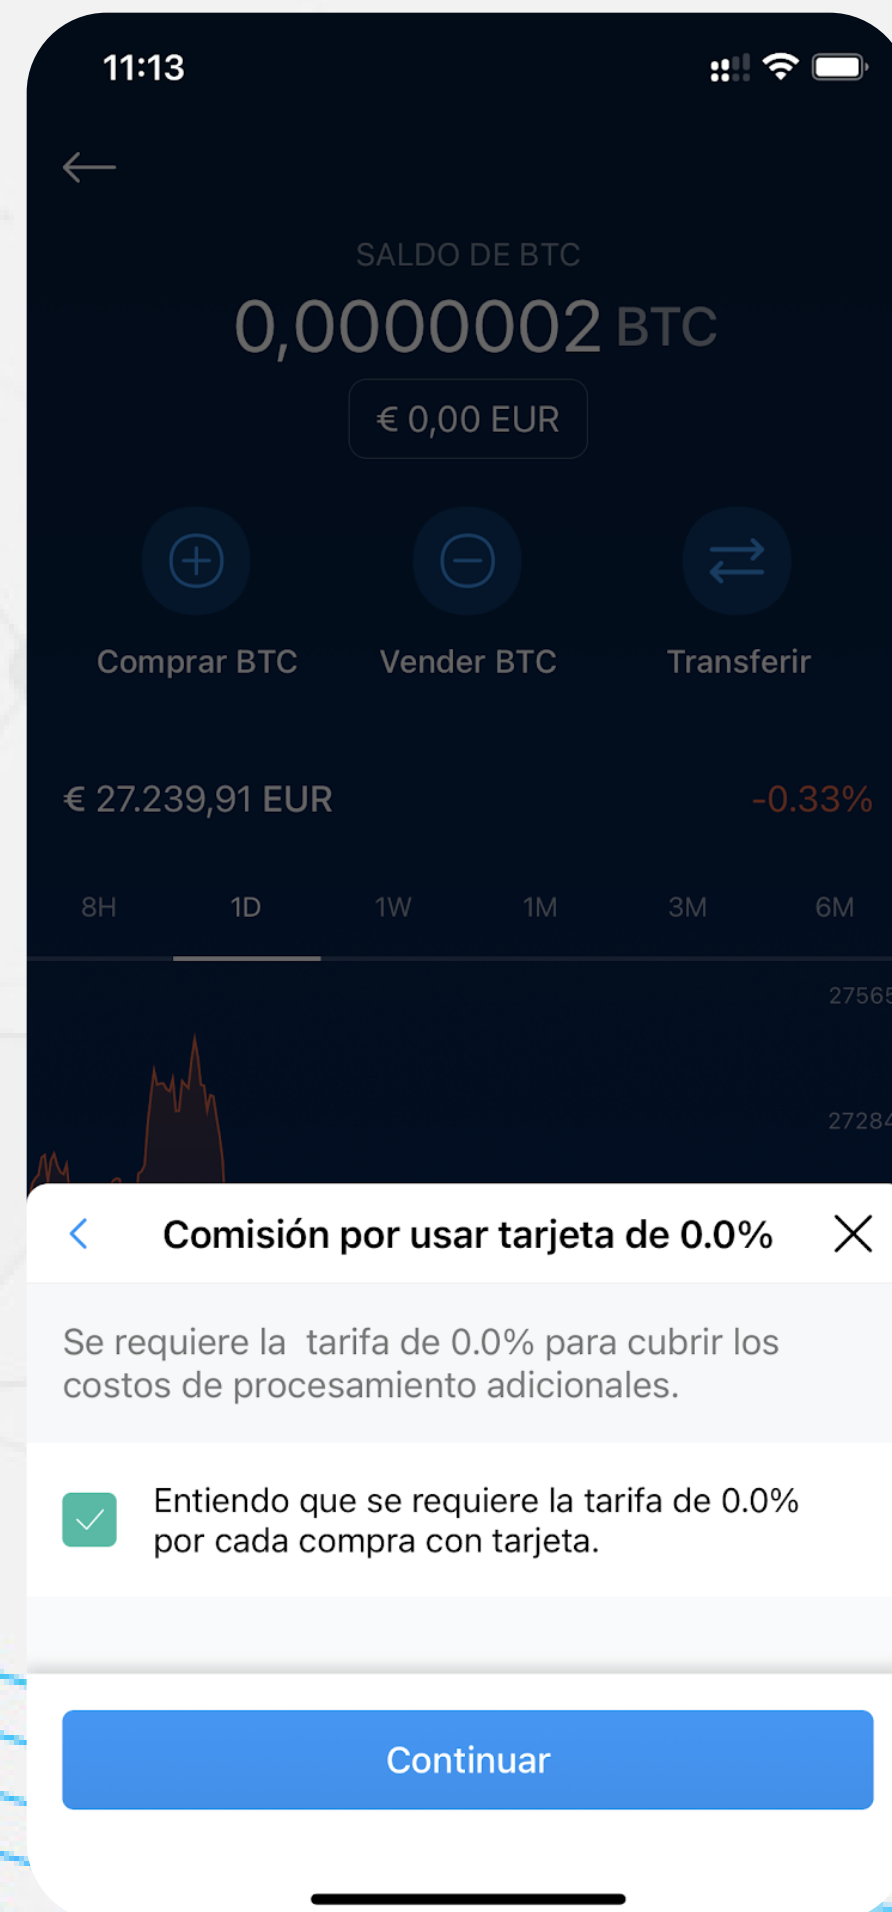 11:13
SALDO DE BTC
0,0000002 BTC
€ 0,00 EUR
Comprar BTC Vender BTC Transferir
€ 27.239,91 EUR -0.33%
8H 1D 1W 1M 3M 6M
27565
27284
Comisión por usar tarjeta de 0.0%
Se requiere la  tarifa de 0.0% para cubrir los
costos de procesamiento adicionales.
Entiendo que se requiere la tarifa de 0.0%
por cada compra con tarjeta.
Continuar